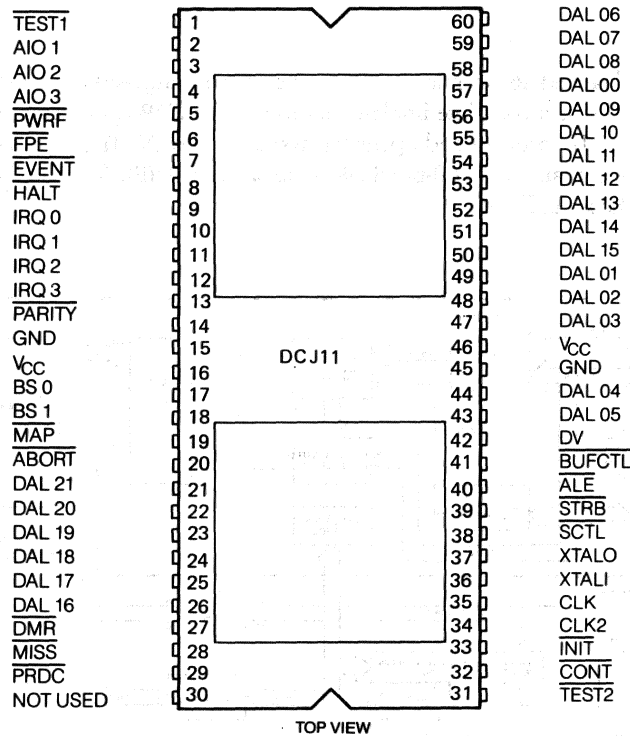 TEST1
AIO 1
AIO 2
AIO 3
PWRF
FPE
EVENT
HALT
IRQ 0
IRQ 1
IRQ 2
IRQ 3
PARITY
GND
VCC
BS 0
BS 1
MAP
ABORT
DAL 21
DAL 20
DAL 19
DAL 18
DAL 17
DAL 16
DMR
MISS
PRDC
NOT USED
1
2
3
4
5
6
7
8
9
10
11
12
13
14
15
16
17
18
19
20
21
22
23
24
25
26
27
28
29
30
DCJ11
60
59
58
57
56
55
54
53
52
51
50
49
48
47
46
45
44
43
42
41
40
39
38
37
36
35
34
33
32
31
DAL 06
DAL 07
DAL 08
DAL 00
DAL 09
DAL 10
DAL 11
DAL 12
DAL 13
DAL 14
DAL 15
DAL 01
DAL 02
DAL 03
VCC
GND
DAL 04
DAL 05
DV
BUFCTL
ALE
STRB
SCTL
XTALO
XTALI
CLK
CLK2
INIT
CONT
TEST2
TOP VIEW